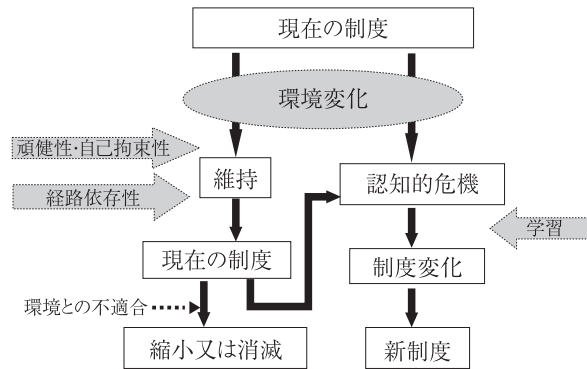 現在の制度
環境変化
頑健性・自己拘束性
維持
認知的危機
経路依存性
学習
現在の制度
制度変化
環境との不適合
縮小又は消滅
新制度